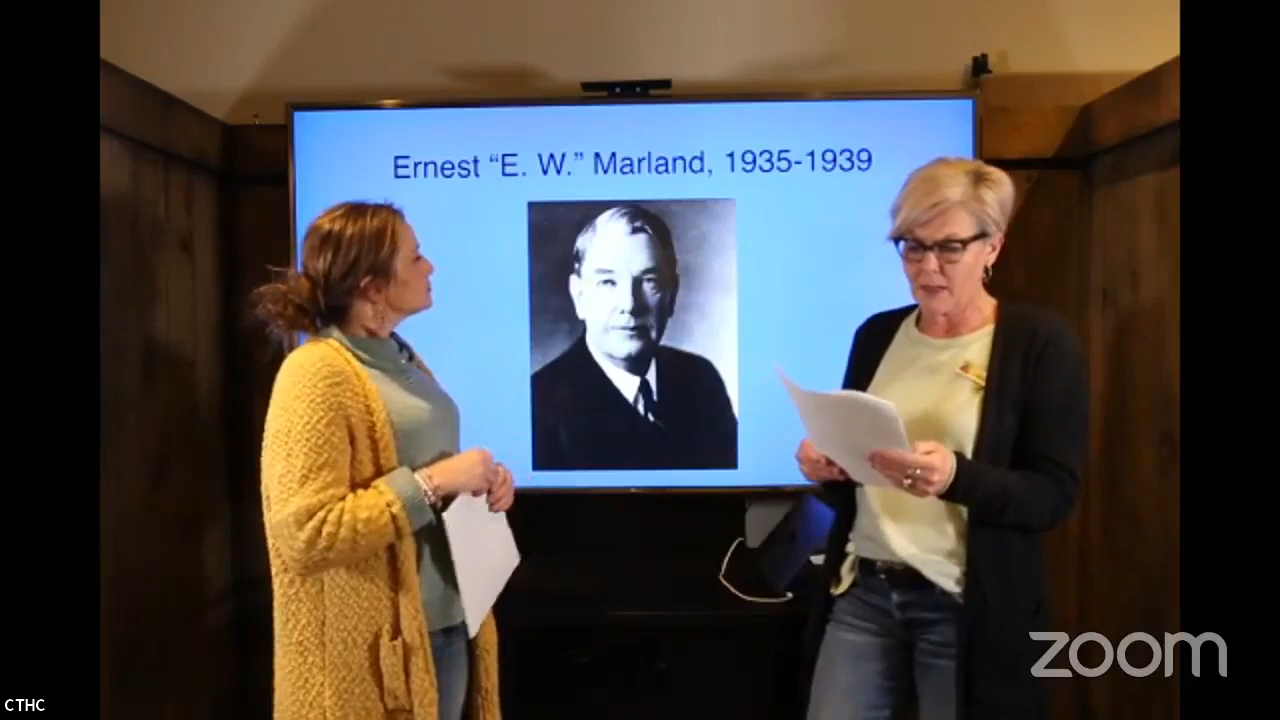 Ernest “E. W.” Marland, 1935-1939
zoom
CTHC